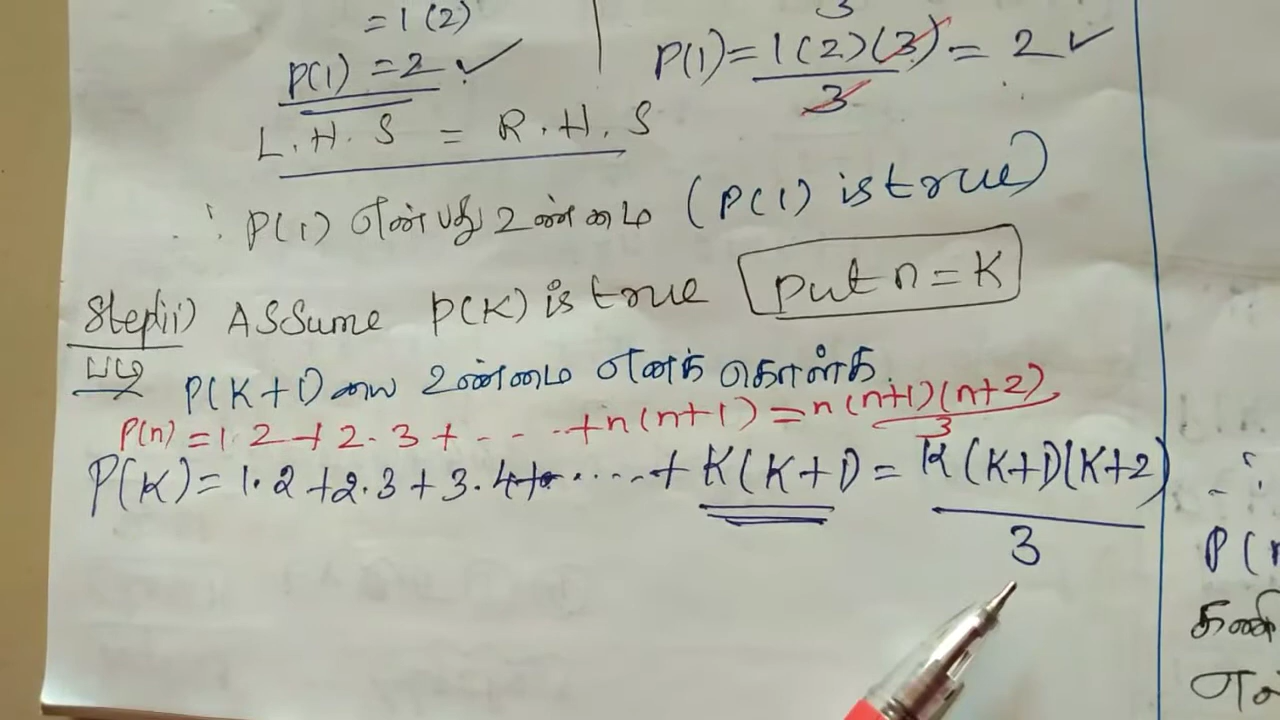 = 1 (2)
P(1) = 2 ✓
P(1) = 1(2)(3) / 3 = 2 ✓
L.H.S = R.H.S
∴ P(1) என்பது உண்மை (P(1) is true)
Step(ii) Assume P(K) is true Put n = K
படி P(K+1) யை உண்மை எனக் கொள்க.
P(n) = 1.2 + 2.3 + - - - + n(n+1) = n(n+1)(n+2) / 3
P(K) = 1.2 + 2.3 + 3.4 + ..... + K(K+1) = K(K+1)(K+2) / 3
P(